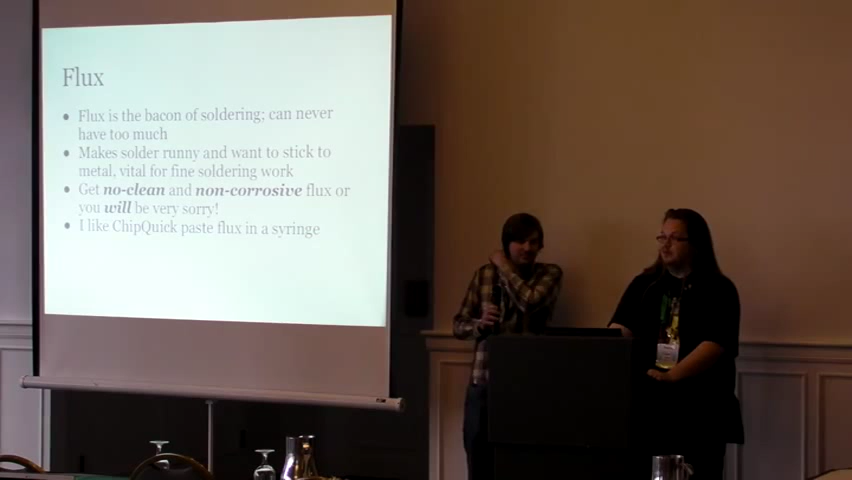 Flux
● Flux is the bacon of soldering; can never
have too much
● Makes solder runny and want to stick to
metal, vital for fine soldering work
● Get no-clean and non-corrosive flux or
you will be very sorry!
● I like ChipQuick paste flux in a syringe